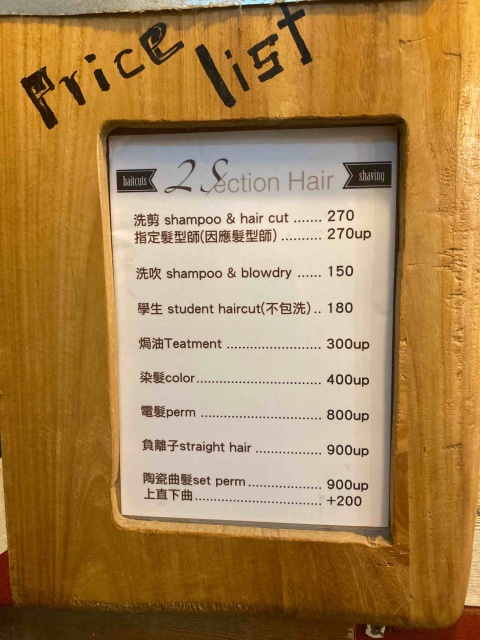 Price list
haitcuts 2 Section Hair shaving
洗剪 shampoo & hair cut ....... 270
指定髮型師(因應髮型師) .......... 270up
洗吹 shampoo & blowdry ...... 150
學生 student haircut(不包洗).. 180
焗油Teatment ........................ 300up
染髮color................................ 400up
電髮perm .............................. 800up
負離子straight hair ................. 900up
陶瓷曲髮set perm................... 900up
上直下曲................................ +200